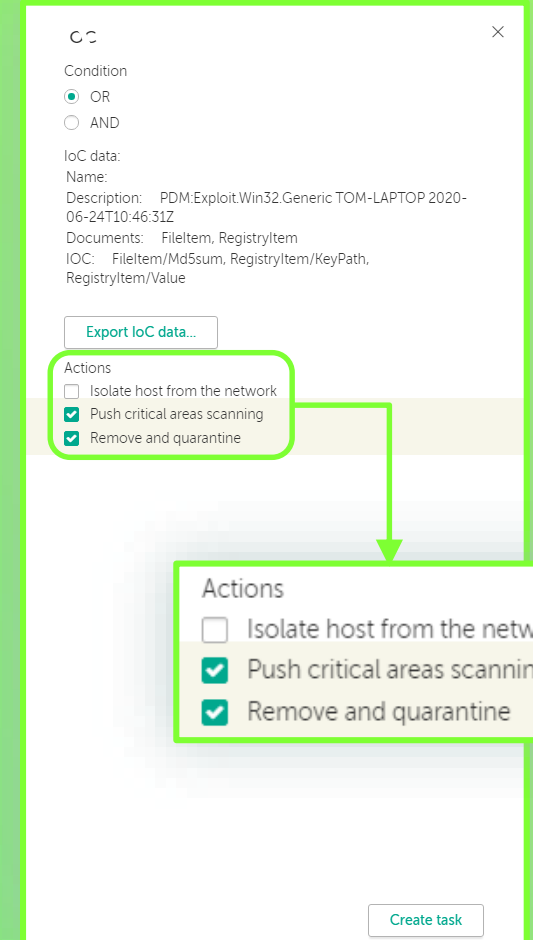 Condition
OR
AND
IoC data:
Name:
Description: PDM:Exploit.Win32.Generic TOM-LAPTOP 2020-
06-24T10:46:31Z
Documents: FileItem, RegistryItem
IOC: FileItem/Md5sum, RegistryItem/KeyPath,
RegistryItem/Value
Export IoC data...
Actions
Isolate host from the network
Push critical areas scanning
Remove and quarantine
Actions
Isolate host from the netw
Push critical areas scannin
Remove and quarantine
Create task